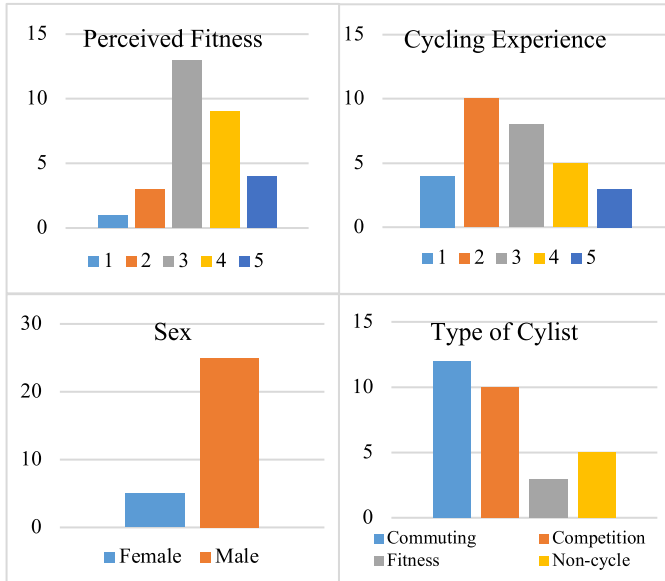 Perceived Fitness
15
10
5
0
1 2 3 4 5
Cycling Experience
15
10
5
0
1 2 3 4 5
Sex
30
20
10
0
Female Male
Type of Cylist
15
10
5
0
Commuting Competition
Fitness Non-cycle